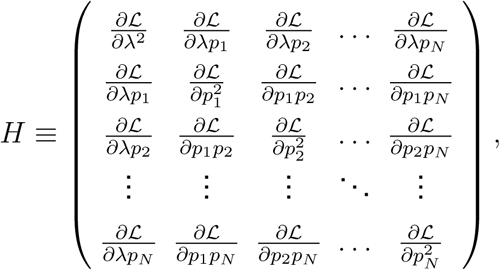 H ≡ ( ∂ℒ/∂λ² ∂ℒ/∂λp₁ ∂ℒ/∂λp₂ … ∂ℒ/∂λp_N
∂ℒ/∂λp₁ ∂ℒ/∂p₁² ∂ℒ/∂p₁p₂ … ∂ℒ/∂p₁p_N
∂ℒ/∂λp₂ ∂ℒ/∂p₁p₂ ∂ℒ/∂p₂² … ∂ℒ/∂p₂p_N
⋮ ⋮ ⋮ ⋱ ⋮
∂ℒ/∂λp_N ∂ℒ/∂p₁p_N ∂ℒ/∂p₂p_N … ∂ℒ/∂p_N² ),